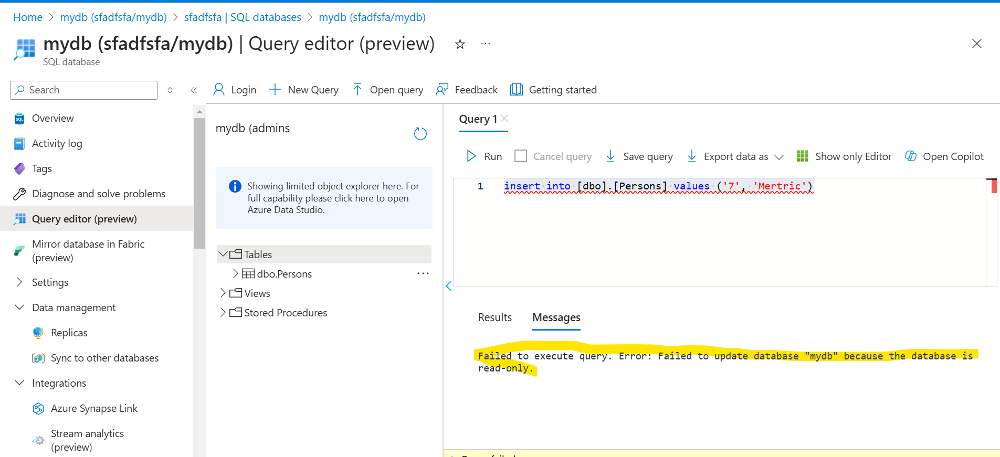 Home > mydb (sfadfsfa/mydb) > sfadfsfa | SQL databases > mydb (sfadfsfa/mydb)
mydb (sfadfsfa/mydb) | Query editor (preview)
SQL database
Search
Overview
Activity log
Tags
Diagnose and solve problems
Query editor (preview)
Mirror database in Fabric
(preview)
Settings
Data management
Replicas
Sync to other databases
Integrations
Azure Synapse Link
Stream analytics
(preview)
Login New Query Open query Feedback Getting started
mydb (admins
Showing limited object explorer here. For
full capability please click here to open
Azure Data Studio.
Tables
dbo.Persons
Views
Stored Procedures
Query 1
Run Cancel query Save query Export data as Show only Editor Open Copilot
1 insert into [dbo].[Persons] values ('7', 'Mertric')
Results Messages
Failed to execute query. Error: Failed to update database "mydb" because the database is
read-only.